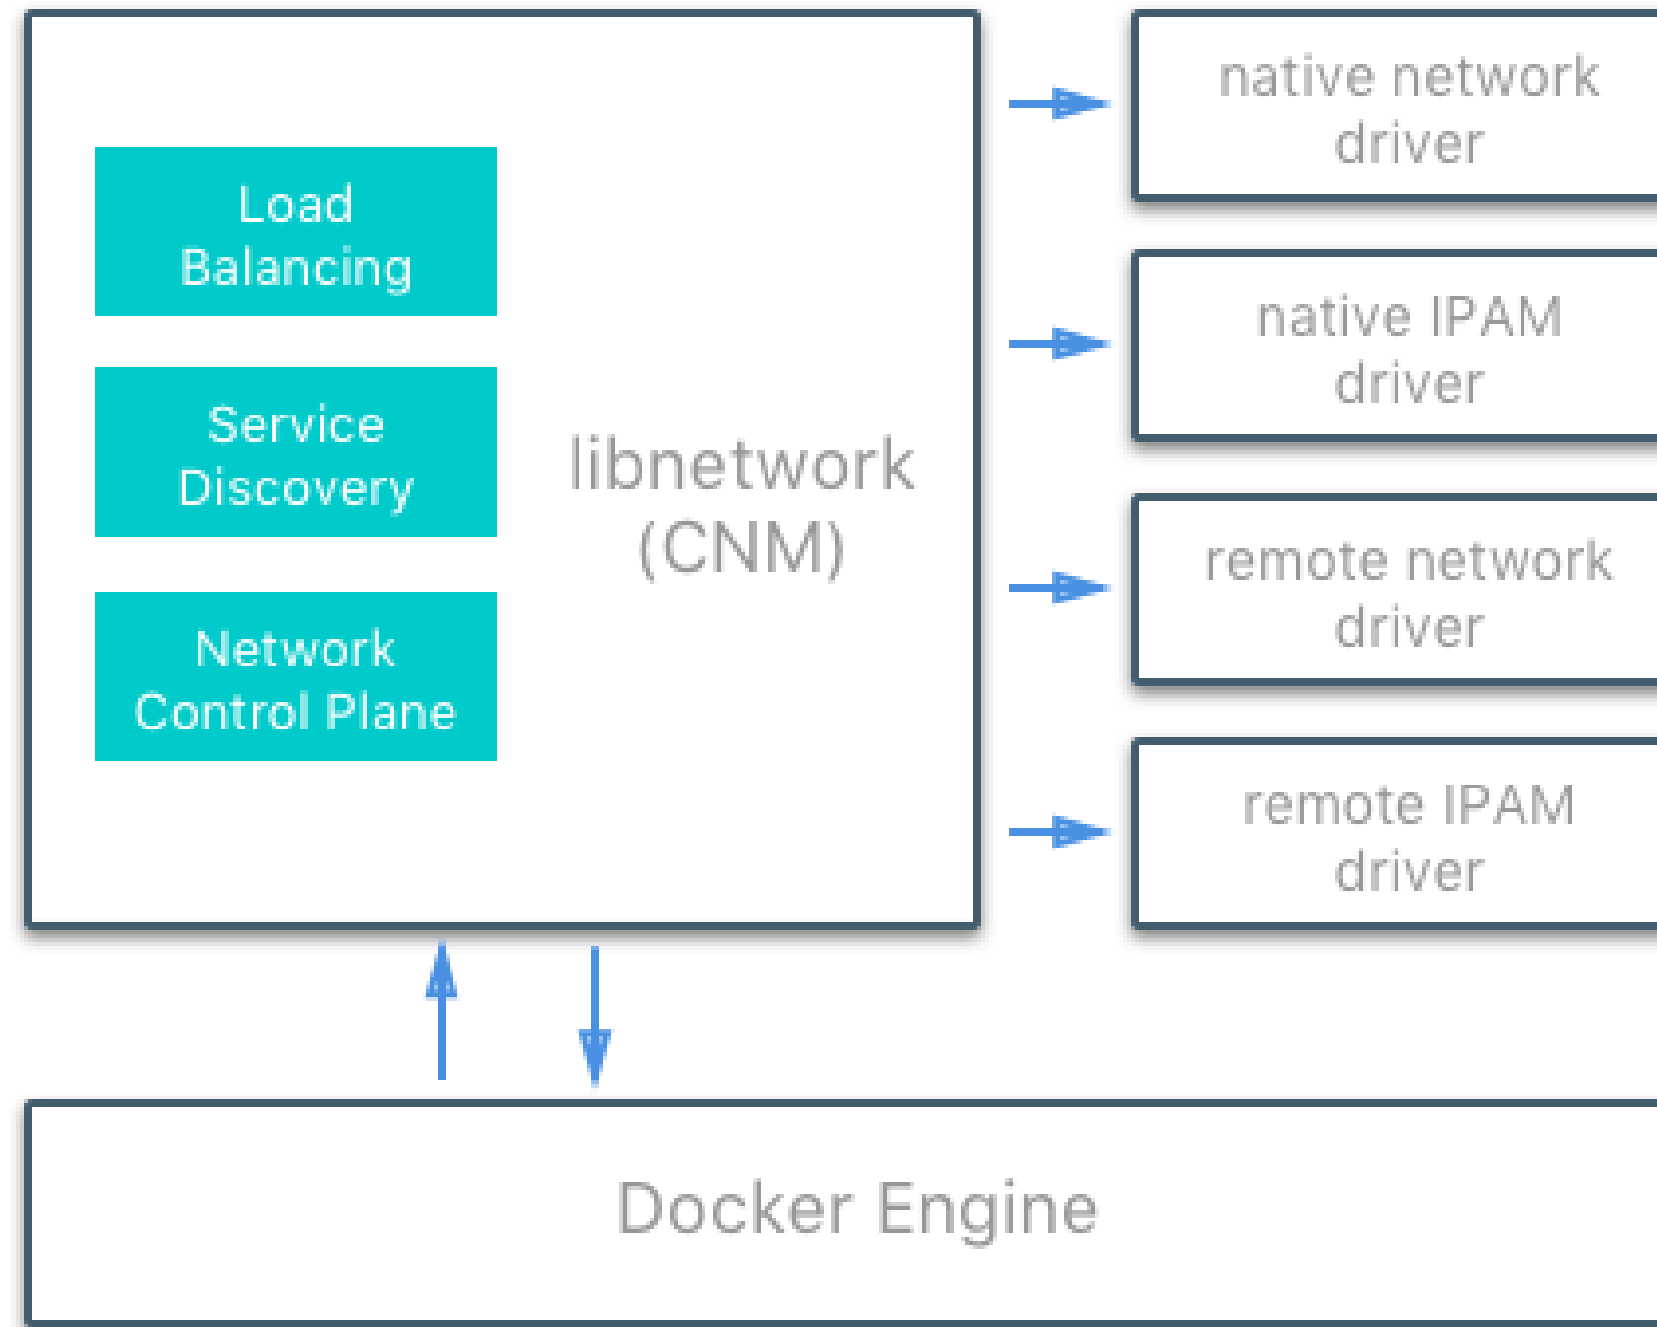 Load
Balancing
Service
Discovery
Network
Control Plane
libnetwork
(CNM)
native network
driver
native IPAM
driver
remote network
driver
remote IPAM
driver
Docker Engine